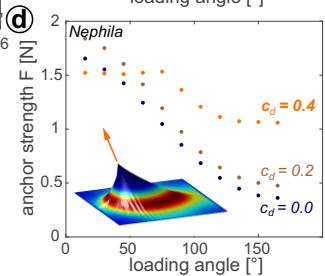 loading angle [°]
6
d
Nephila
anchor strength F [N]
2
1.5
1
0.5
0
c_d = 0.4
c_d = 0.2
c_d = 0.0
0 50 100 150
loading angle [°]